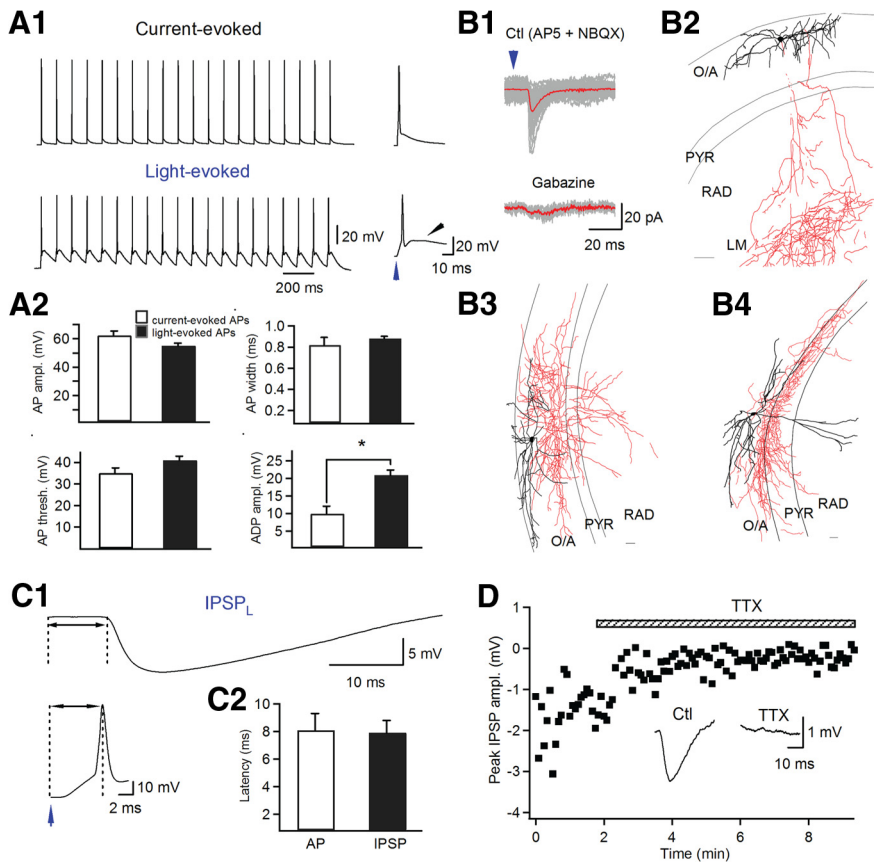 A1
Current-evoked
Light-evoked
20 mV
200 ms
20 mV
10 ms
B1
Ctl (AP5 + NBQX)
Gabazine
20 pA
20 ms
B2
O/A
PYR
RAD
LM
A2
current-evoked APs
light-evoked APs
AP ampl. (mV)
60
40
20
AP width (ms)
1.0
0.8
0.6
0.4
0.2
AP thresh. (mV)
40
30
20
10
ADP ampl. (mV)
25
20
15
10
5
*
B3
O/A
PYR
RAD
B4
O/A
PYR
RAD
C1
IPSPL
5 mV
10 ms
10 mV
2 ms
C2
Latency (ms)
10
8
6
4
2
AP
IPSP
D
TTX
Peak IPSP ampl. (mV)
1
0
-1
-2
-3
-4
Ctl
TTX
1 mV
10 ms
0
2
4
6
8
Time (min)